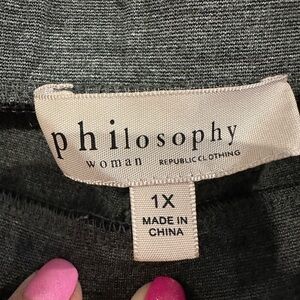 philosophy
woman REPUBLIC CLOTHING
1X
MADE IN
CHINA